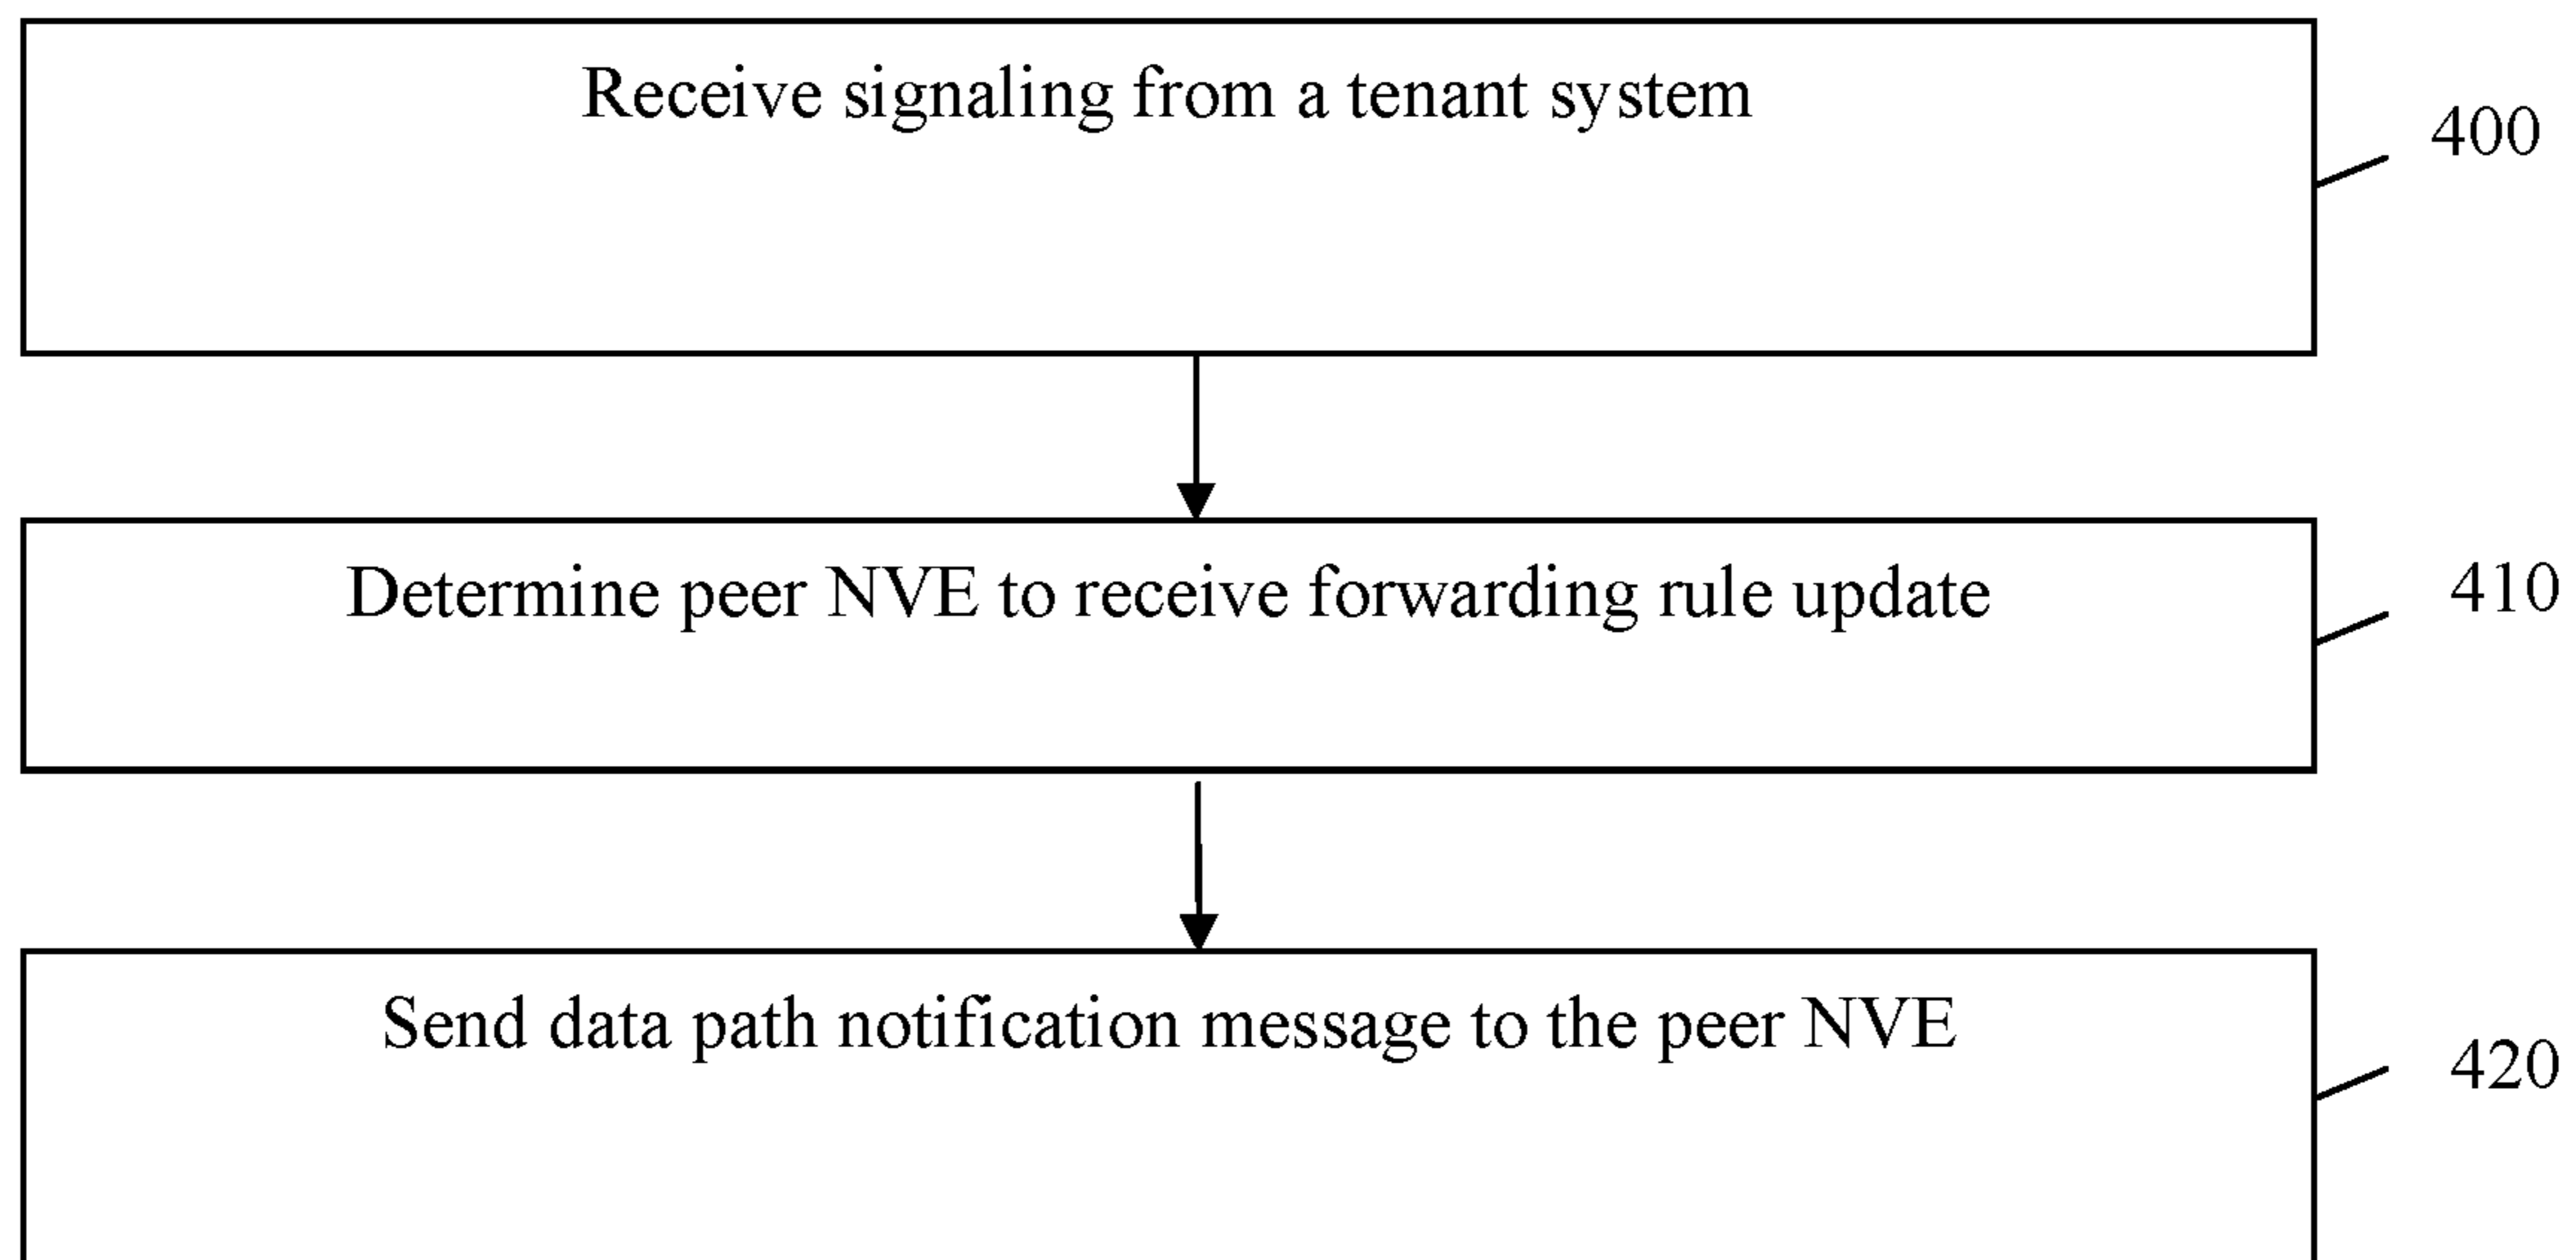 Receive signaling from a tenant system
400
Determine peer NVE to receive forwarding rule update
410
Send data path notification message to the peer NVE
420